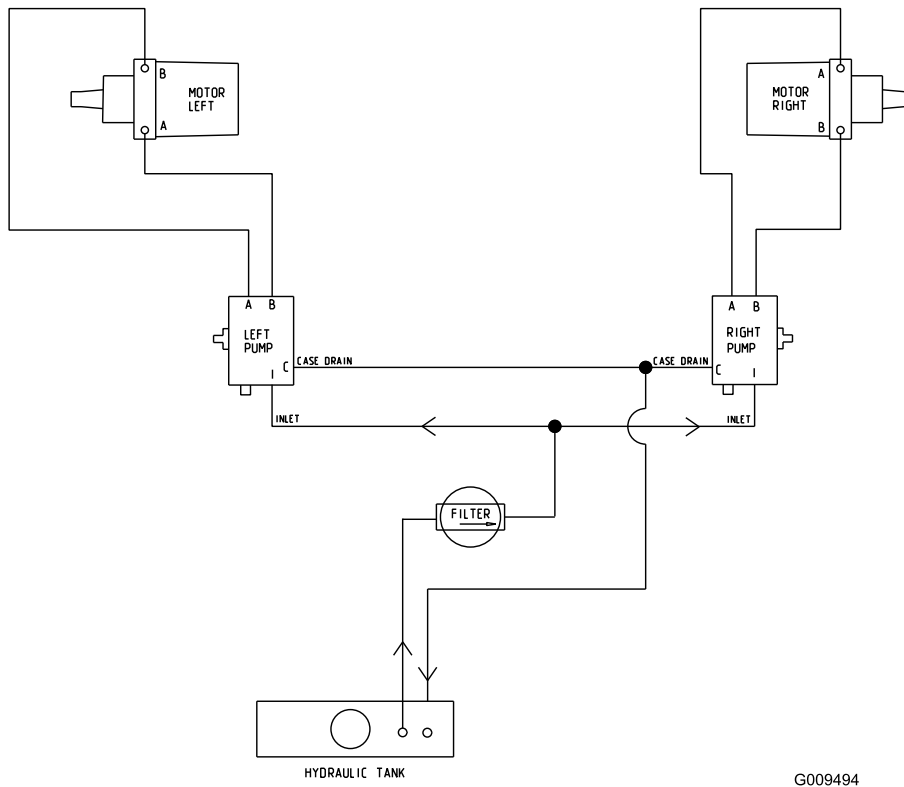 B
MOTOR
LEFT
A
A
MOTOR
RIGHT
B
A B
LEFT
PUMP
C
I
CASE DRAIN
CASE DRAIN
A B
RIGHT
PUMP
C
I
INLET
INLET
FILTER
HYDRAULIC TANK
G009494